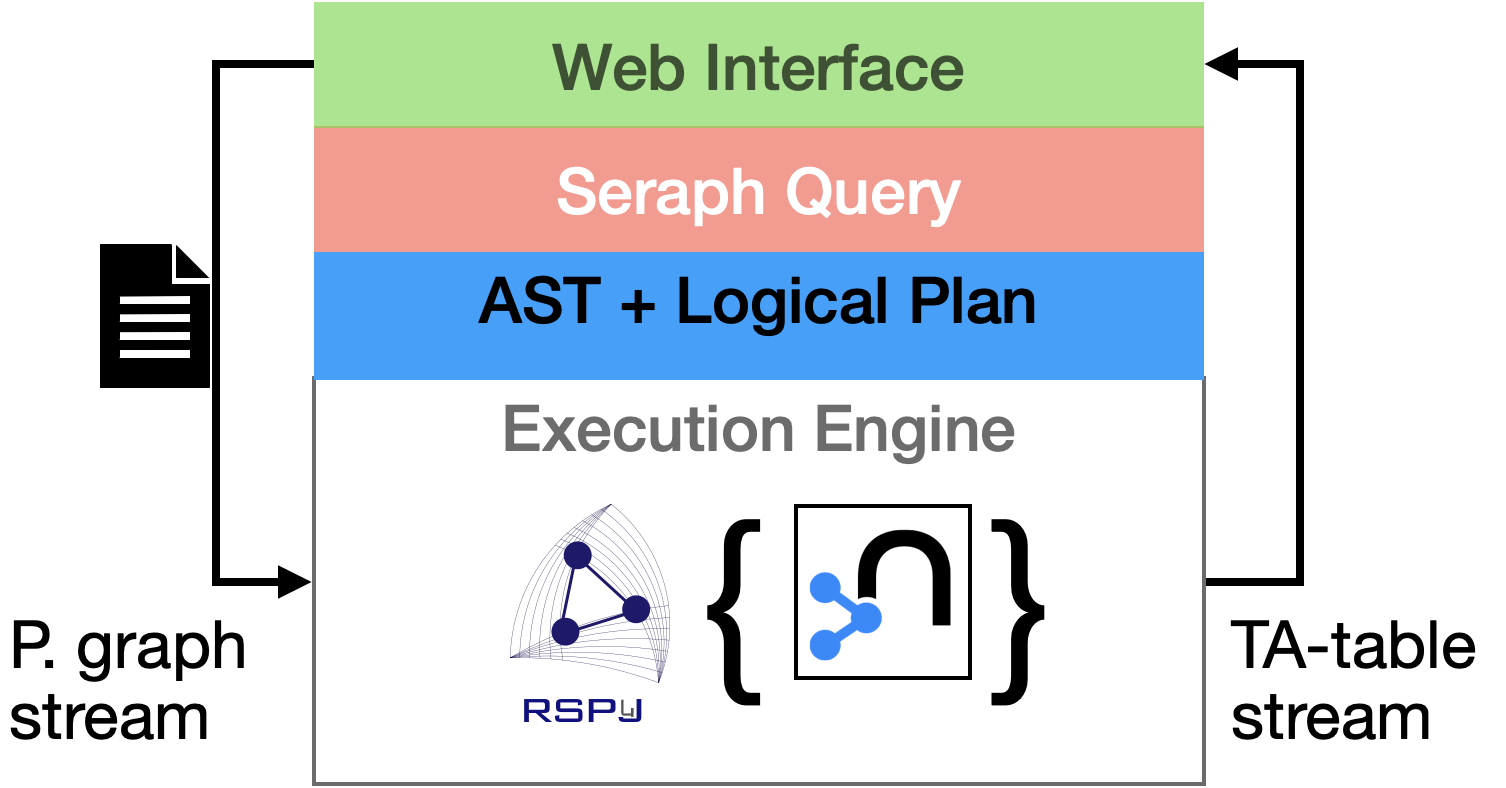 Web Interface
Seraph Query
AST + Logical Plan
Execution Engine
{ }
RSP4J
P. graph
stream
TA-table
stream